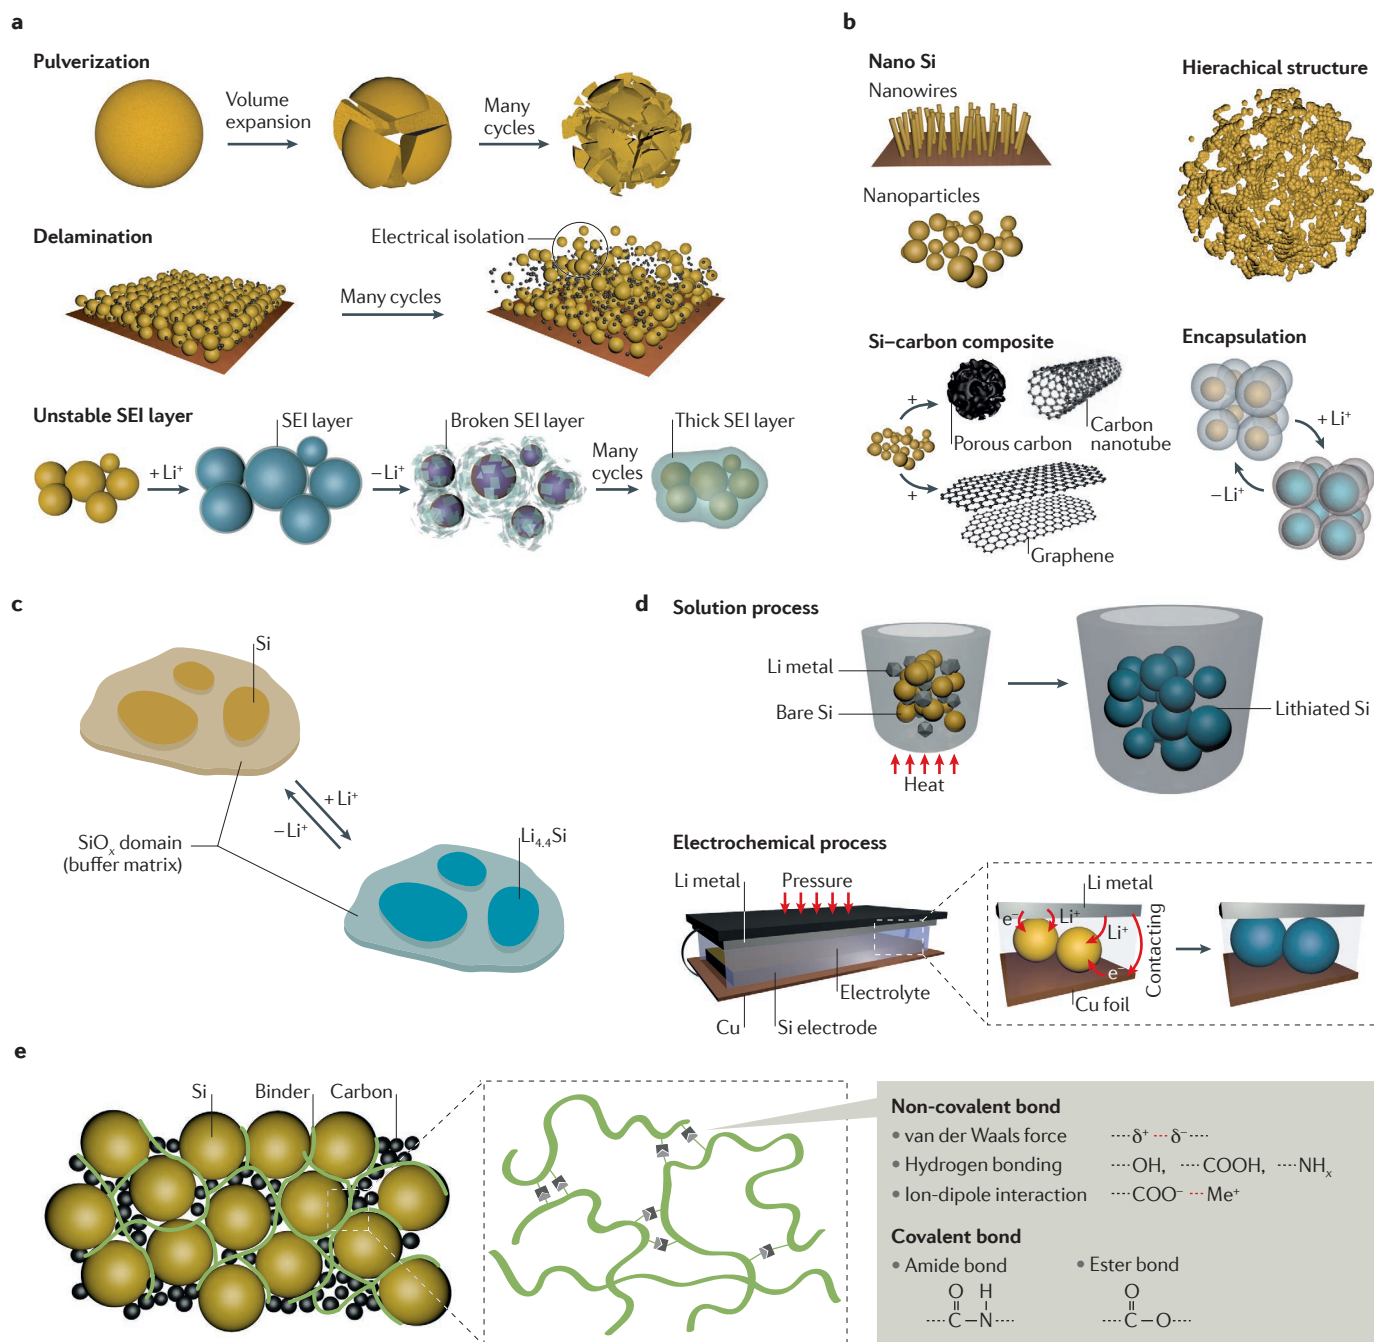 a
Pulverization
Volume
expansion
Many
cycles
Delamination
Electrical isolation
Many cycles
Unstable SEI layer
+Li⁺
SEI layer
−Li⁺
Broken SEI layer
Many
cycles
Thick SEI layer
b
Nano Si
Nanowires
Nanoparticles
Hierachical structure
Si–carbon composite
+
+
Porous carbon
Carbon
nanotube
Graphene
Encapsulation
+Li⁺
−Li⁺
c
Si
+Li⁺
−Li⁺
SiOₓ domain
(buffer matrix)
Li₄.₄Si
d
Solution process
Li metal
Bare Si
Heat
Lithiated Si
Electrochemical process
Li metal
Pressure
Electrolyte
Cu
Si electrode
Li metal
e⁻
Li⁺
Li⁺
e⁻
Contacting
Cu foil
e
Si
Binder
Carbon
Non-covalent bond
• van der Waals force ····δ⁺ ···δ⁻····
• Hydrogen bonding ····OH, ····COOH, ····NHₓ
• Ion-dipole interaction ····COO⁻ ···Me⁺
Covalent bond
• Amide bond
• Ester bond
O H
····C–N····
O
····C–O····